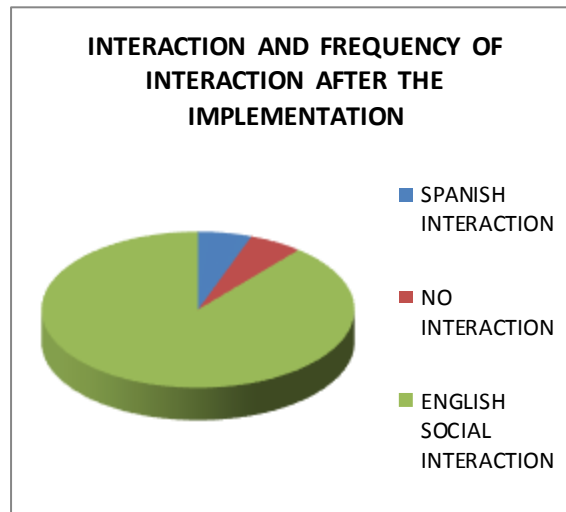 INTERACTION AND FREQUENCY OF
INTERACTION AFTER THE
IMPLEMENTATION
SPANISH
INTERACTION
NO
INTERACTION
ENGLISH
SOCIAL
INTERACTION